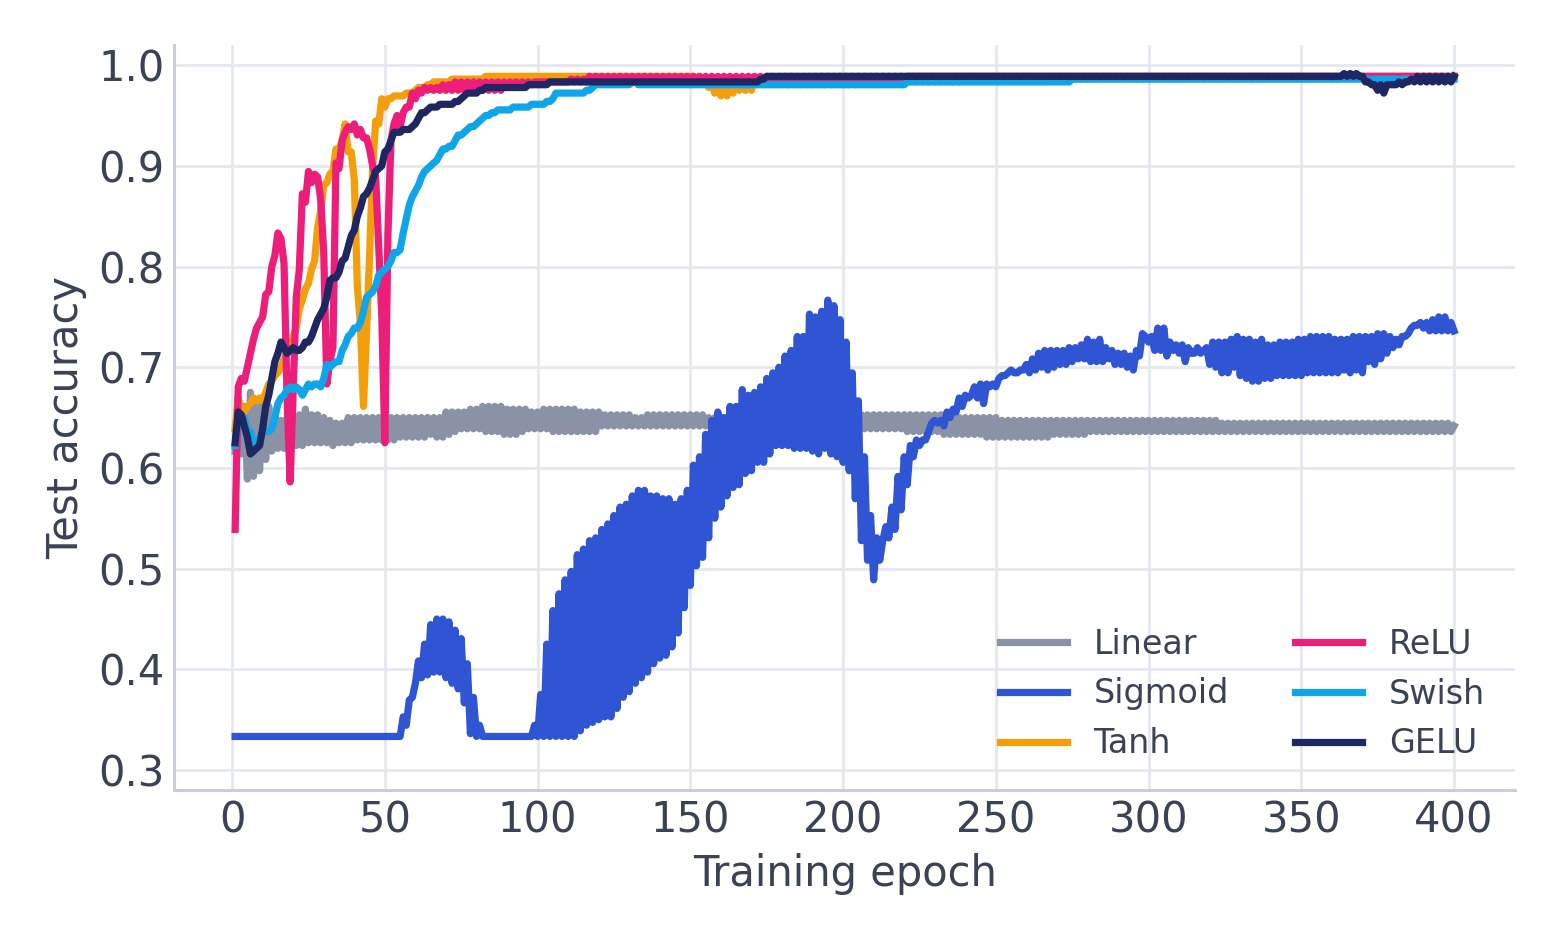 1.0
0.9
0.8
0.7
0.6
0.5
0.4
0.3
Test accuracy
0 50 100 150 200 250 300 350 400
Training epoch
Linear ReLU
Sigmoid Swish
Tanh GELU